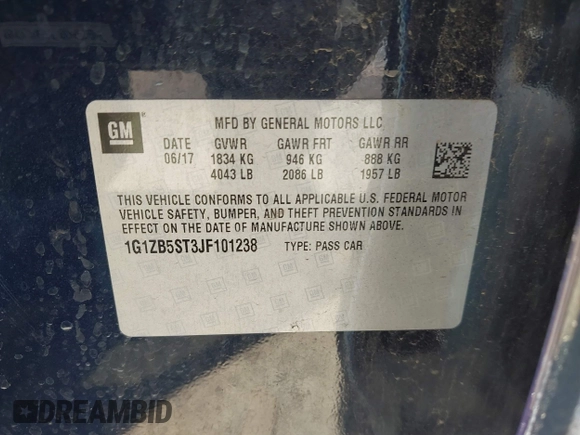 GM
MFD BY GENERAL MOTORS LLC
DATE GVWR GAWR FRT GAWR RR
06/17 1834 KG 946 KG 888 KG
4043 LB 2086 LB 1957 LB
THIS VEHICLE CONFORMS TO ALL APPLICABLE U.S. FEDERAL MOTOR
VEHICLE SAFETY, BUMPER, AND THEFT PREVENTION STANDARDS IN
EFFECT ON THE DATE OF MANUFACTURE SHOWN ABOVE.
1G1ZB5ST3JF101238 TYPE: PASS CAR
DREAMBID